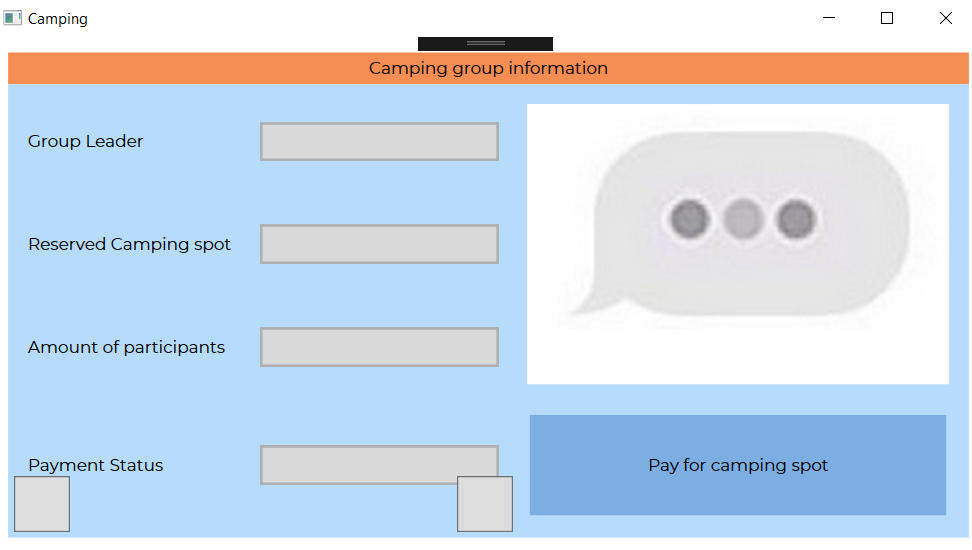 Camping
Camping group information
Group Leader
Reserved Camping spot
Amount of participants
Payment Status
Pay for camping spot